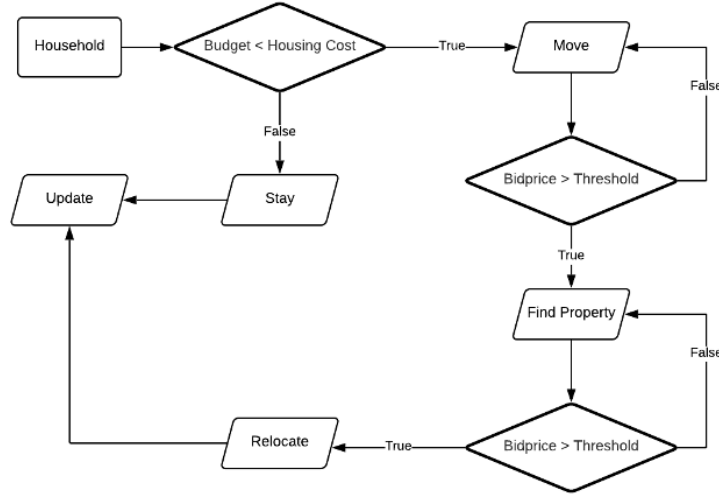 Household
Budget < Housing Cost
True
Move
False
False
Bidprice > Threshold
Update
Stay
True
Find Property
False
Relocate
True
Bidprice > Threshold